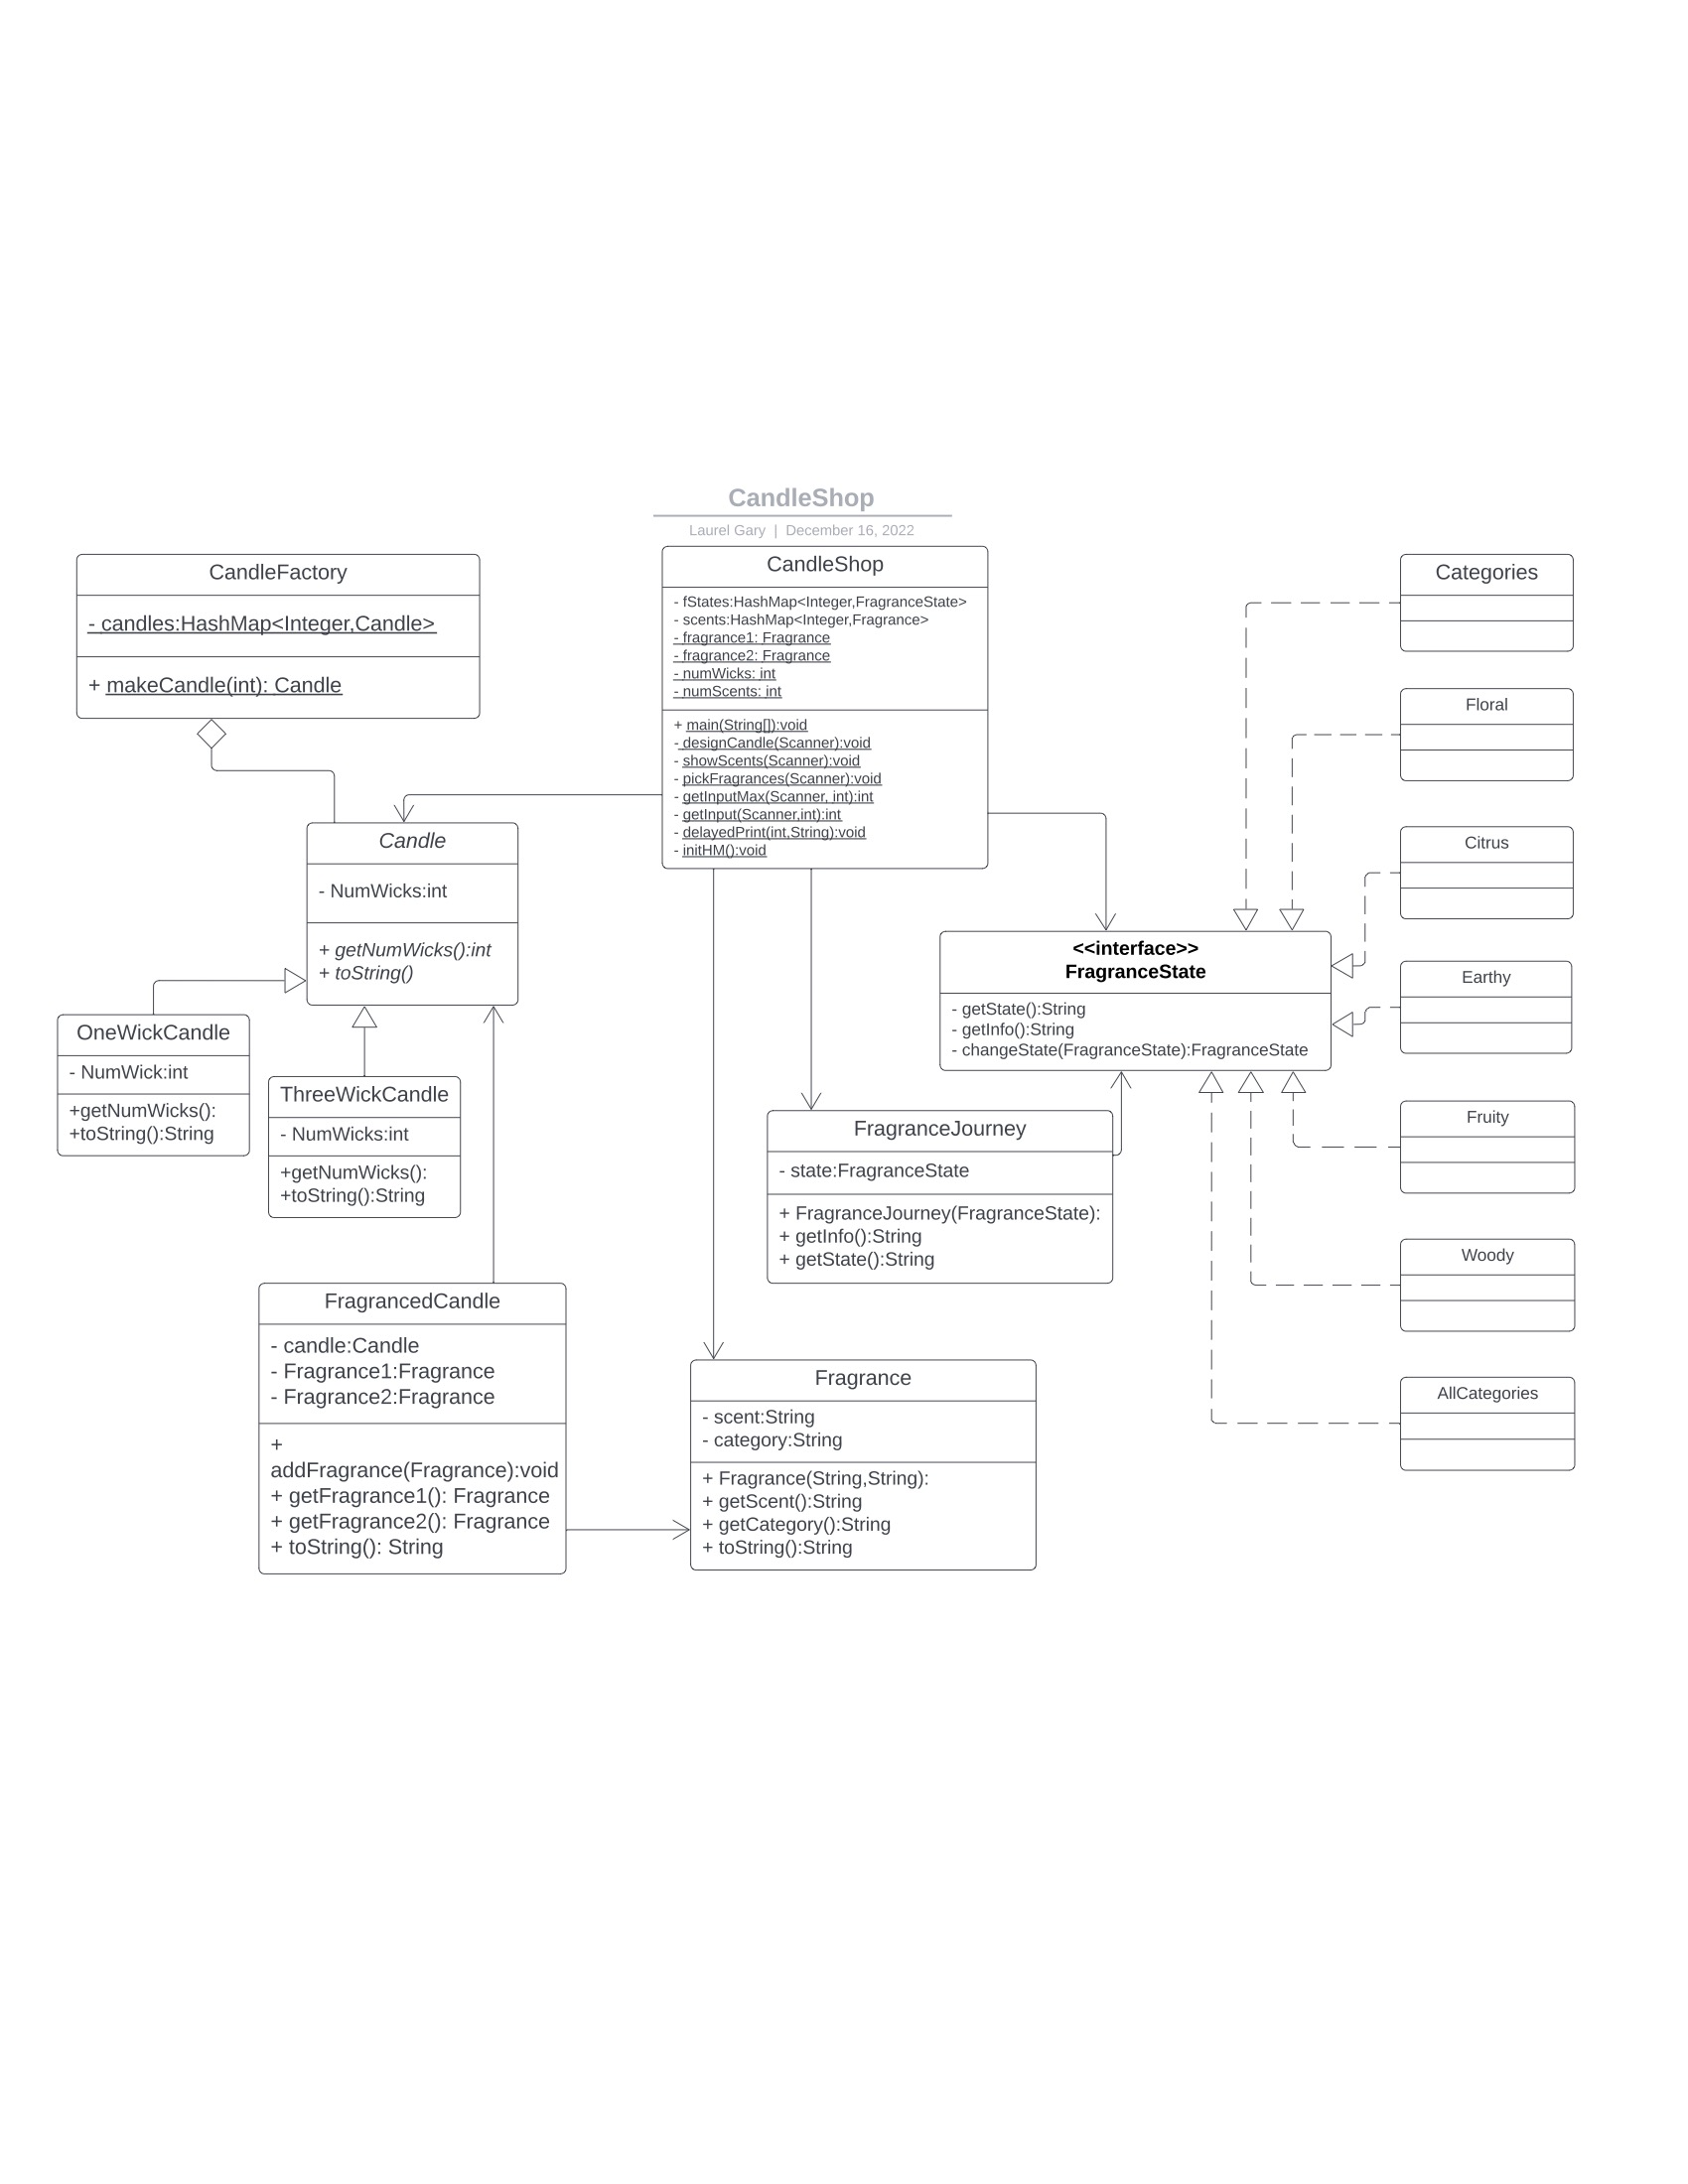 CandleShop
Laurel Gary | December 16, 2022
CandleFactory
- candles:HashMap<Integer,Candle>
+ makeCandle(int): Candle
CandleShop
- fStates:HashMap<Integer,FragranceState>
- scents:HashMap<Integer,Fragrance>
- fragrance1: Fragrance
- fragrance2: Fragrance
- numWicks: int
- numScents: int
+ main(String[]):void
- designCandle(Scanner):void
- showScents(Scanner):void
- pickFragrances(Scanner):void
- getInputMax(Scanner, int):int
- getInput(Scanner,int):int
- delayedPrint(int,String):void
- initHM():void
Categories
Floral
Citrus
Earthy
Fruity
Woody
AllCategories
Candle
- NumWicks:int
+ getNumWicks():int
+ toString()
<<interface>>
FragranceState
- getState():String
- getInfo():String
- changeState(FragranceState):FragranceState
OneWickCandle
- NumWick:int
+getNumWicks():
+toString():String
ThreeWickCandle
- NumWicks:int
+getNumWicks():
+toString():String
FragranceJourney
- state:FragranceState
+ FragranceJourney(FragranceState):
+ getInfo():String
+ getState():String
FragrancedCandle
- candle:Candle
- Fragrance1:Fragrance
- Fragrance2:Fragrance
+
addFragrance(Fragrance):void
+ getFragrance1(): Fragrance
+ getFragrance2(): Fragrance
+ toString(): String
Fragrance
- scent:String
- category:String
+ Fragrance(String,String):
+ getScent():String
+ getCategory():String
+ toString():String